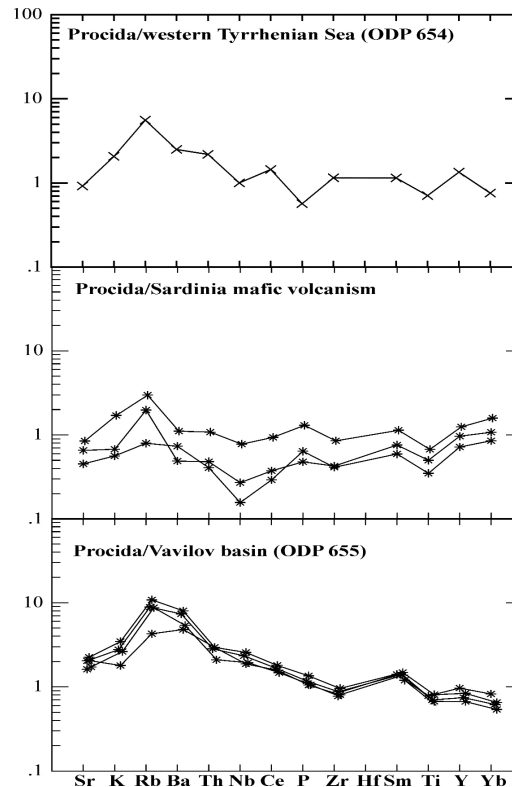 100
Procida/western Tyrrhenian Sea (ODP 654)
10
1
.1
Procida/Sardinia mafic volcanism
10
1
.1
Procida/Vavilov basin (ODP 655)
10
1
.1
Sr K Rb Ba Th Nb Ce P Zr Hf Sm Ti Y Yb